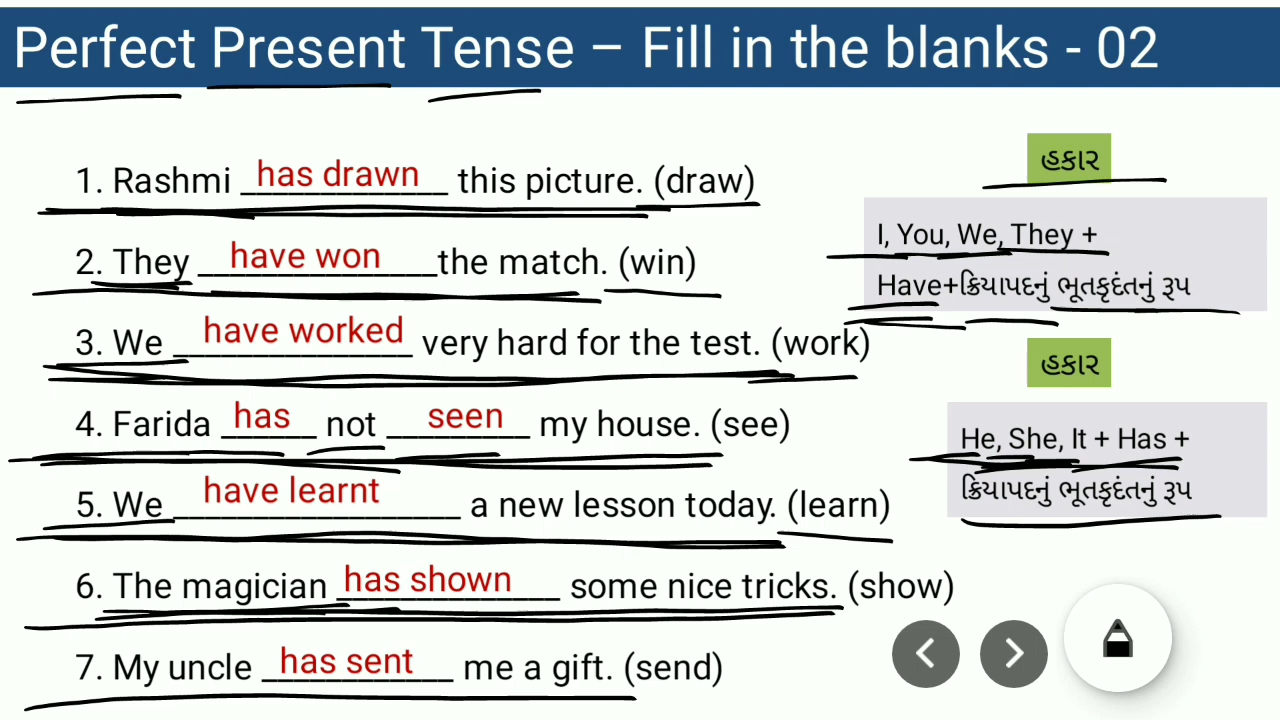 Perfect Present Tense – Fill in the blanks - 02
1. Rashmi has drawn this picture. (draw)
2. They have won the match. (win)
3. We have worked very hard for the test. (work)
4. Farida has not seen my house. (see)
5. We have learnt a new lesson today. (learn)
6. The magician has shown some nice tricks. (show)
7. My uncle has sent me a gift. (send)
હકાર
I, You, We, They +
Have+ક્રિયાપદનું ભૂતકૃદંતનું રૂપ
હકાર
He, She, It + Has +
ક્રિયાપદનું ભૂતકૃદંતનું રૂપ